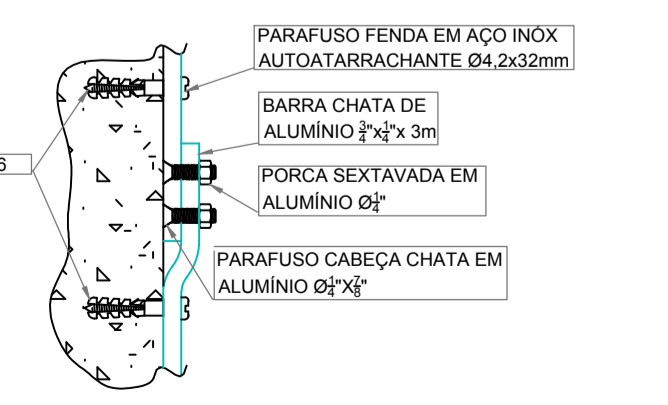 PARAFUSO FENDA EM AÇO INÓX
AUTOATARRACHANTE Ø4,2x32mm
BARRA CHATA DE
ALUMÍNIO 3/4"x1/4"x 3m
6
PORCA SEXTAVADA EM
ALUMÍNIO Ø1/4"
PARAFUSO CABEÇA CHATA EM
ALUMÍNIO Ø1/4"X7/8"